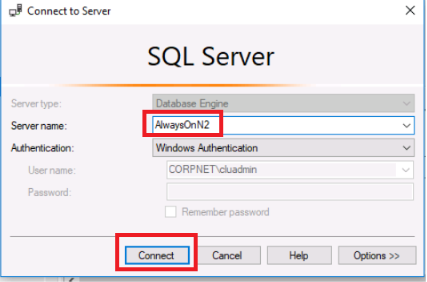 Connect to Server
SQL Server
Server type: Database Engine
Server name: AlwaysOnN2
Authentication: Windows Authentication
User name: CORPNET\cluadmin
Password:
Remember password
Connect Cancel Help Options >>